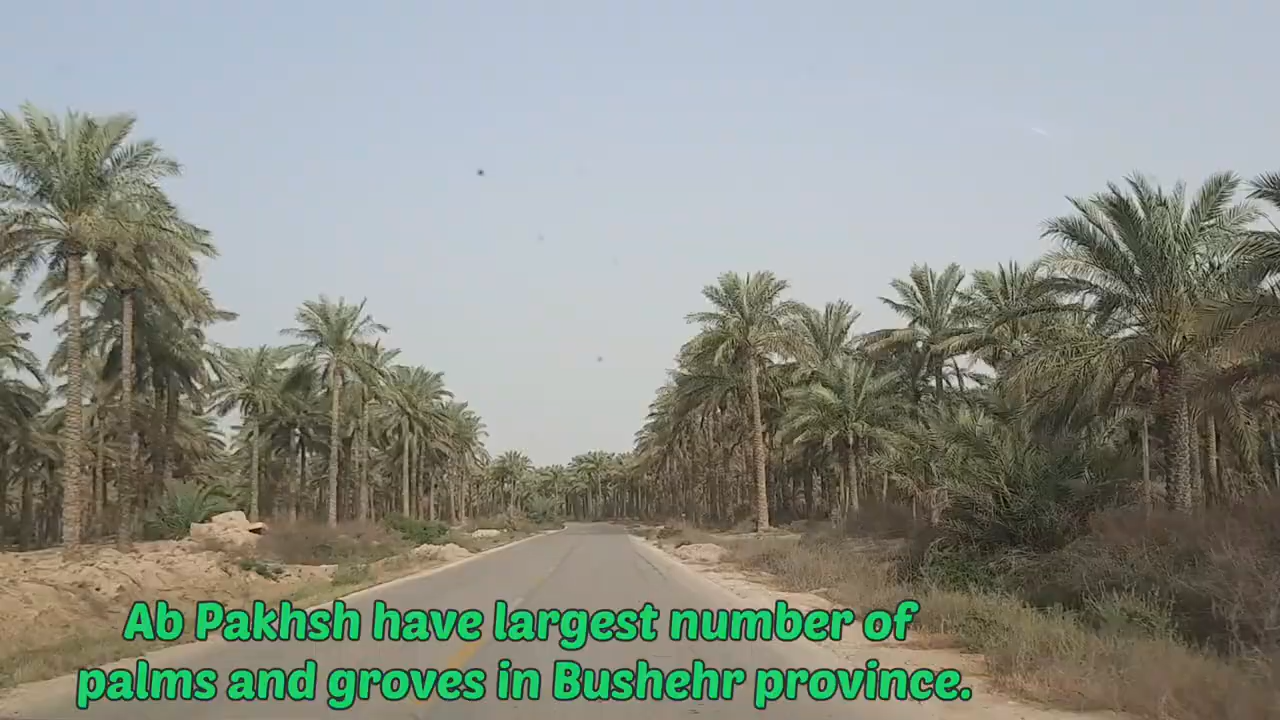 Ab Pakhsh have largest number of
palms and groves in Bushehr province.